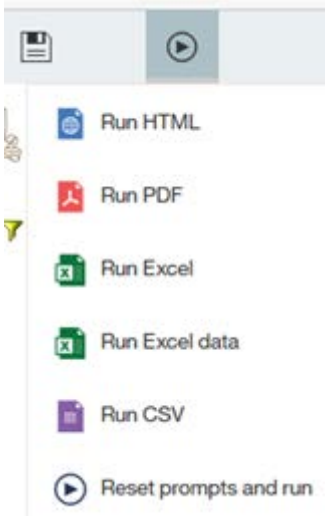 Run HTML
Run PDF
Run Excel
Run Excel data
Run CSV
Reset prompts and run